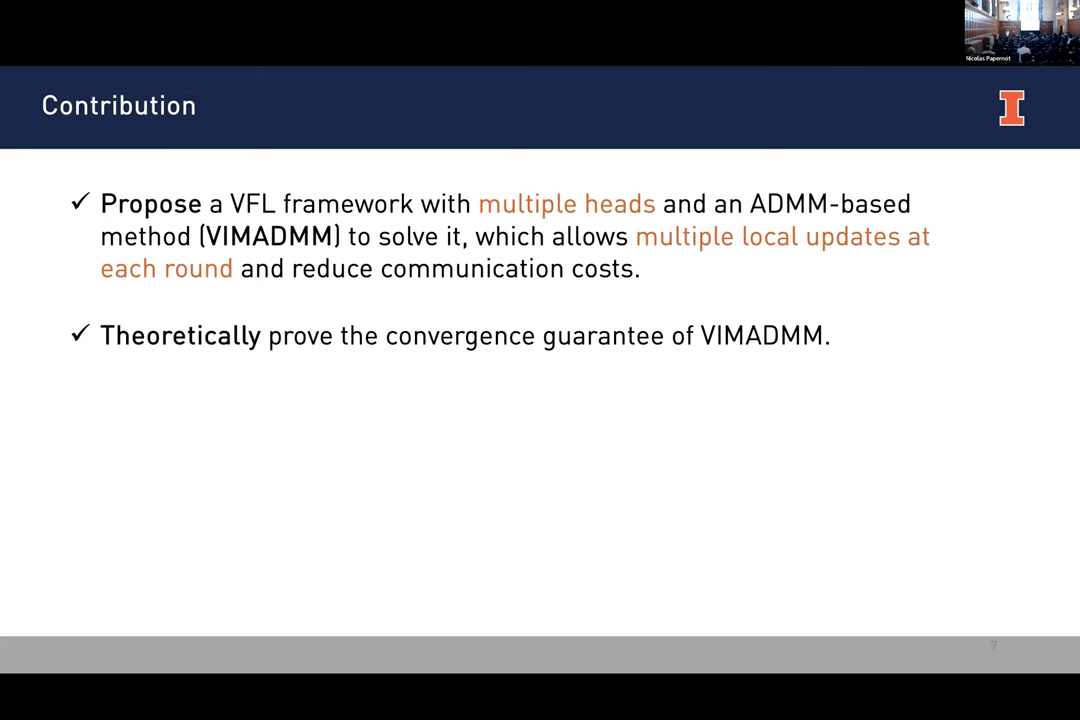 Nicolas Papernot
Contribution
I
✓ Propose a VFL framework with multiple heads and an ADMM-based
method (VIMADMM) to solve it, which allows multiple local updates at
each round and reduce communication costs.
✓ Theoretically prove the convergence guarantee of VIMADMM.
7